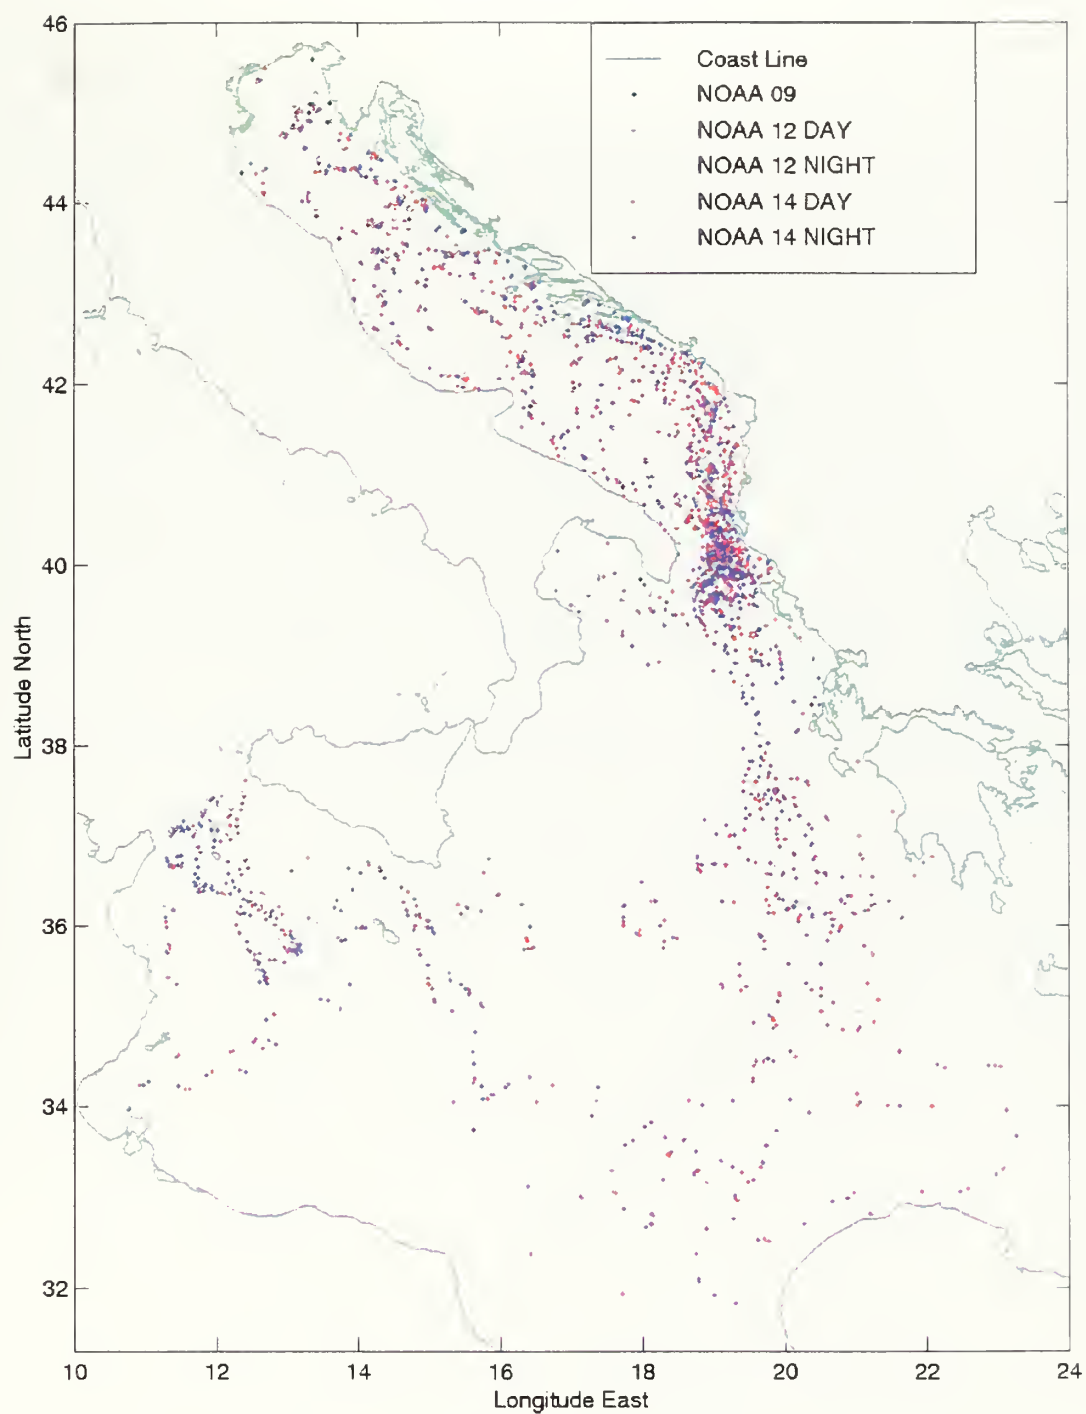 46
44
42
40
38
36
34
32
Latitude North
Coast Line
NOAA 09
NOAA 12 DAY
NOAA 12 NIGHT
NOAA 14 DAY
NOAA 14 NIGHT
10 12 14 16 18 20 22 24
Longitude East